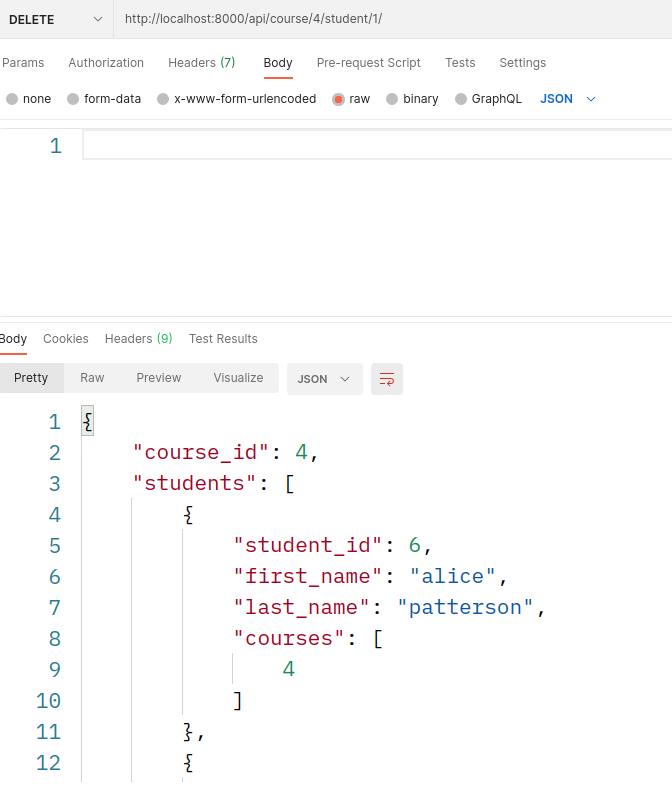 DELETE http://localhost:8000/api/course/4/student/1/
Params Authorization Headers (7) Body Pre-request Script Tests Settings
none form-data x-www-form-urlencoded raw binary GraphQL JSON
1
Body Cookies Headers (9) Test Results
Pretty Raw Preview Visualize JSON
1 {
2 "course_id": 4,
3 "students": [
4 {
5 "student_id": 6,
6 "first_name": "alice",
7 "last_name": "patterson",
8 "courses": [
9 4
10 ]
11 },
12 {